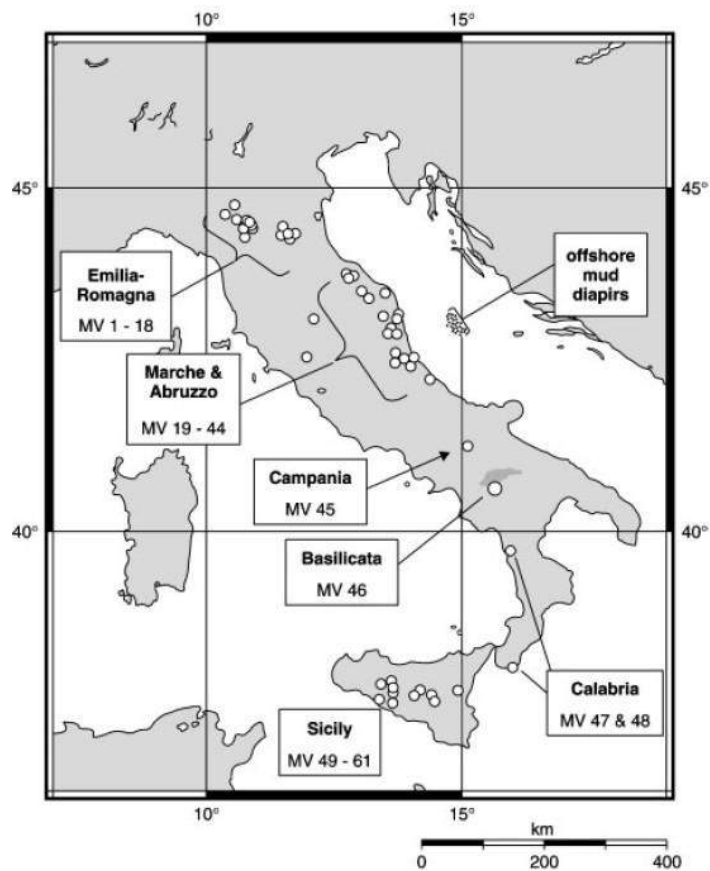 10°
15°
45°
45°
Emilia-
Romagna
MV 1 - 18
offshore
mud
diapirs
Marche &
Abruzzo
MV 19 - 44
Campania
MV 45
40°
40°
Basilicata
MV 46
Calabria
MV 47 & 48
Sicily
MV 49 - 61
10°
15°
km
0
200
400